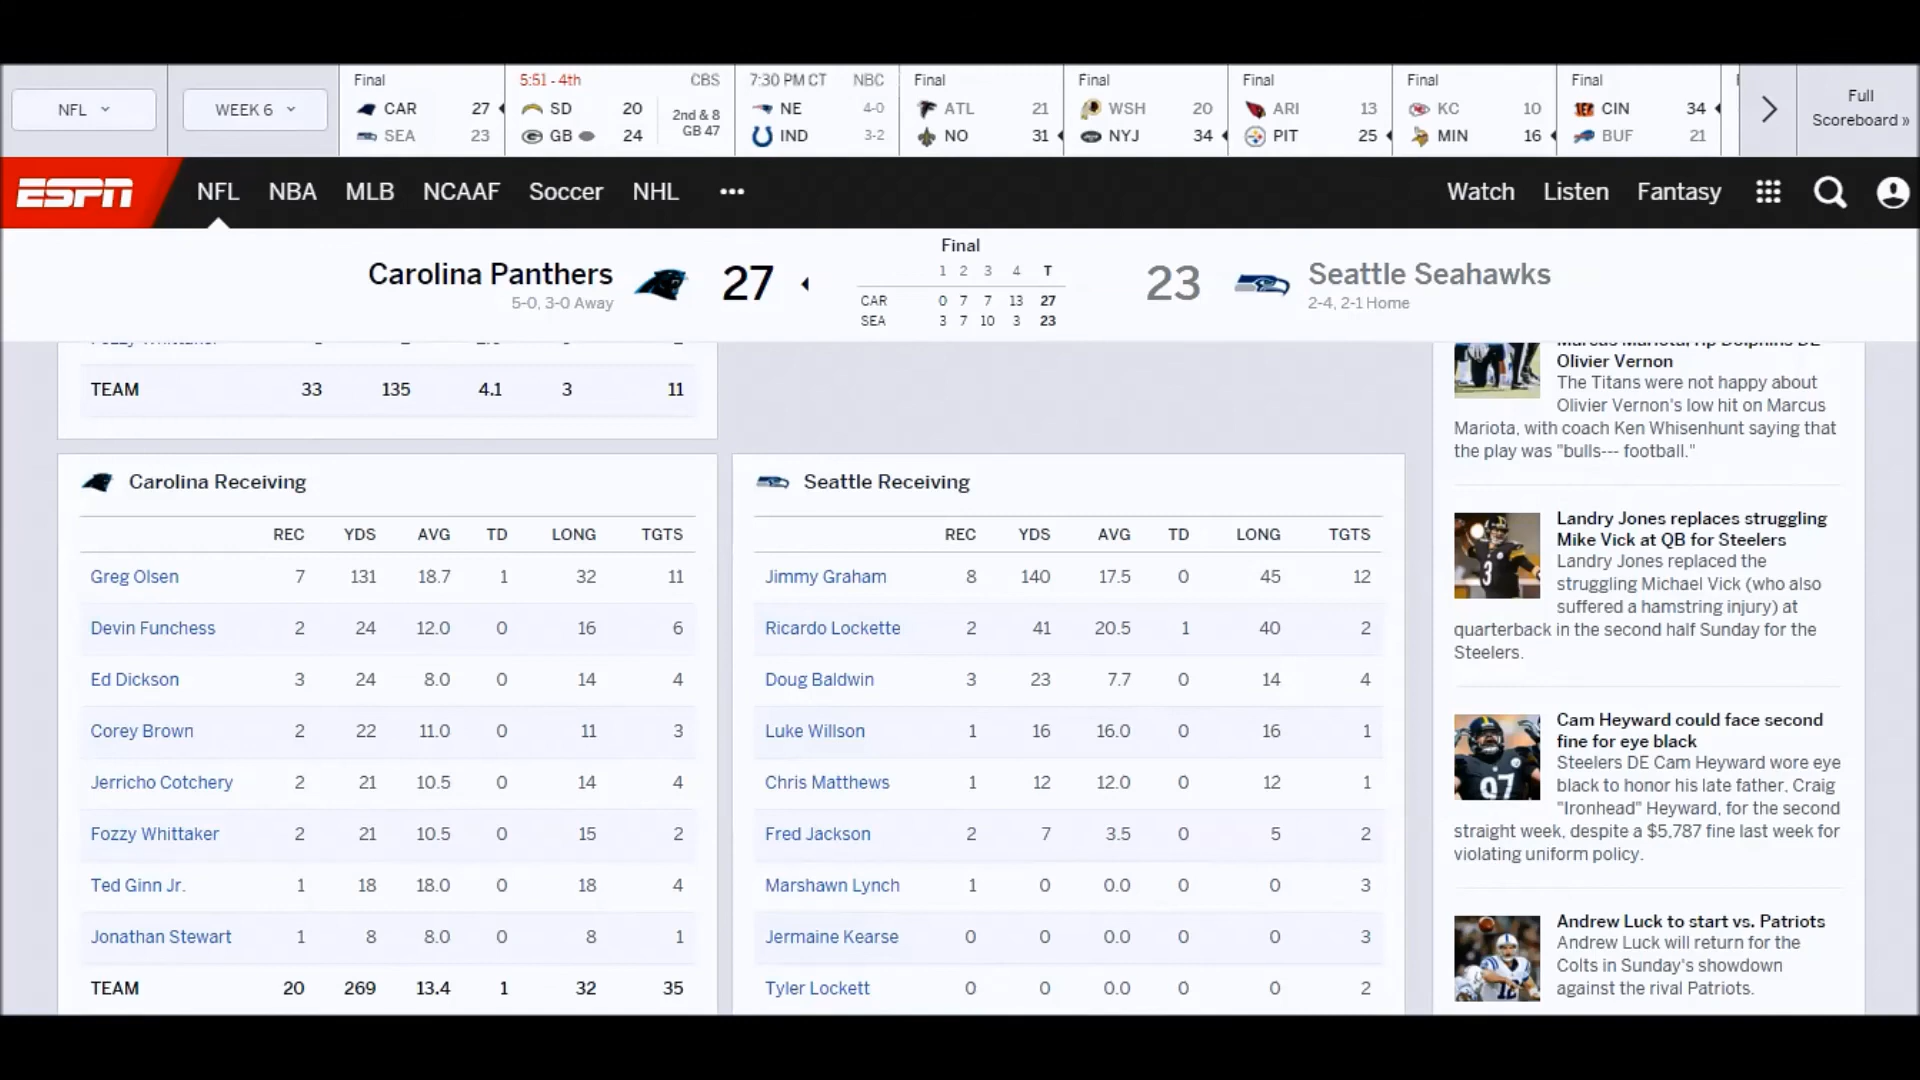 NFL
WEEK 6
Final
CAR 27
SEA 23
5:51 - 4th CBS
SD 20
GB 24
2nd & 8
GB 47
7:30 PM CT NBC
NE 4-0
IND 3-2
Final
ATL 21
NO 31
Final
WSH 20
NYJ 34
Final
ARI 13
PIT 25
Final
KC 10
MIN 16
Final
CIN 34
BUF 21
Full
Scoreboard »
ESPN NFL NBA MLB NCAAF Soccer NHL ••• Watch Listen Fantasy
Carolina Panthers 27
5-0, 3-0 Away
Final
1 2 3 4 T
CAR 0 7 7 13 27
SEA 3 7 10 3 23
23 Seattle Seahawks
2-4, 2-1 Home
TEAM 33 135 4.1 3 11
Carolina Receiving
REC YDS AVG TD LONG TGTS
Greg Olsen 7 131 18.7 1 32 11
Devin Funchess 2 24 12.0 0 16 6
Ed Dickson 3 24 8.0 0 14 4
Corey Brown 2 22 11.0 0 11 3
Jerricho Cotchery 2 21 10.5 0 14 4
Fozzy Whittaker 2 21 10.5 0 15 2
Ted Ginn Jr. 1 18 18.0 0 18 4
Jonathan Stewart 1 8 8.0 0 8 1
TEAM 20 269 13.4 1 32 35
Seattle Receiving
REC YDS AVG TD LONG TGTS
Jimmy Graham 8 140 17.5 0 45 12
Ricardo Lockette 2 41 20.5 1 40 2
Doug Baldwin 3 23 7.7 0 14 4
Luke Willson 1 16 16.0 0 16 1
Chris Matthews 1 12 12.0 0 12 1
Fred Jackson 2 7 3.5 0 5 2
Marshawn Lynch 1 0 0.0 0 0 3
Jermaine Kearse 0 0 0.0 0 0 3
Tyler Lockett 0 0 0.0 0 0 2
Olivier Vernon
The Titans were not happy about
Olivier Vernon's low hit on Marcus
Mariota, with coach Ken Whisenhunt saying that
the play was "bulls--- football."
Landry Jones replaces struggling
Mike Vick at QB for Steelers
Landry Jones replaced the
struggling Michael Vick (who also
suffered a hamstring injury) at
quarterback in the second half Sunday for the
Steelers.
Cam Heyward could face second
fine for eye black
Steelers DE Cam Heyward wore eye
black to honor his late father, Craig
"Ironhead" Heyward, for the second
straight week, despite a $5,787 fine last week for
violating uniform policy.
Andrew Luck to start vs. Patriots
Andrew Luck will return for the
Colts in Sunday's showdown
against the rival Patriots.